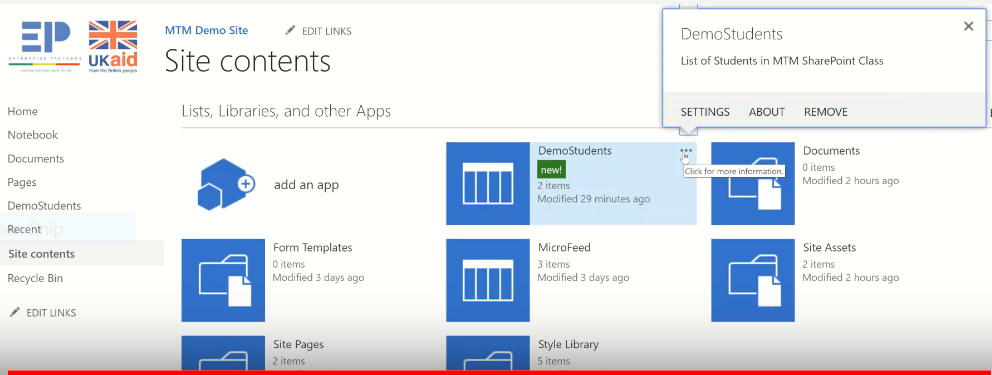 EP
ENTERPRISE PARTNERS
making markets work for all
UKaid
from the British people
MTM Demo Site
EDIT LINKS
Site contents
Home
Notebook
Documents
Pages
DemoStudents
Recent
Site contents
Recycle Bin
EDIT LINKS
Lists, Libraries, and other Apps
add an app
DemoStudents
new!
2 items
Modified 29 minutes ago
Documents
0 items
Modified 2 hours ago
Form Templates
0 items
Modified 3 days ago
MicroFeed
3 items
Modified 3 days ago
Site Assets
2 items
Modified 2 hours ago
Site Pages
2 items
Style Library
5 items
DemoStudents
List of Students in MTM SharePoint Class
SETTINGS ABOUT REMOVE
Click for more information.